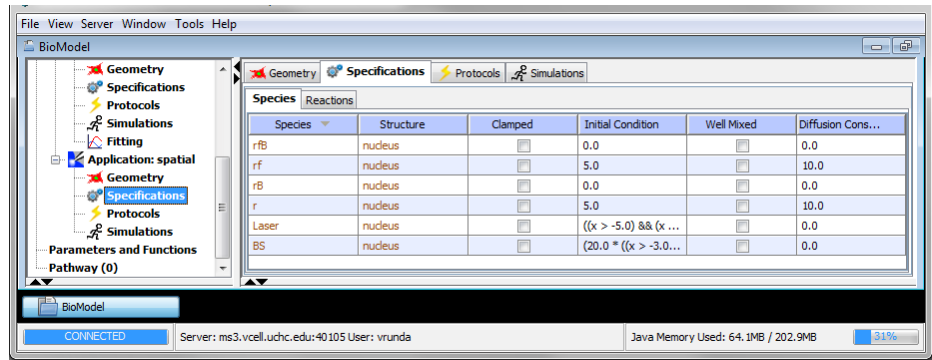 File View Server Window Tools Help
BioModel
Geometry
Specifications
Protocols
Simulations
Fitting
Application: spatial
Geometry
Specifications
Protocols
Simulations
Parameters and Functions
Pathway (0)
Geometry Specifications Protocols Simulations
Species Reactions
Species Structure Clamped Initial Condition Well Mixed Diffusion Cons...
rfB nucleus 0.0 0.0
rf nucleus 5.0 10.0
rB nucleus 0.0 0.0
r nucleus 5.0 10.0
Laser nucleus ((x > -5.0) && (x ... 0.0
BS nucleus (20.0 * ((x > -3.0... 0.0
BioModel
CONNECTED Server: ms3.vcell.uchc.edu:40105 User: vrunda Java Memory Used: 64.1MB / 202.9MB 31%